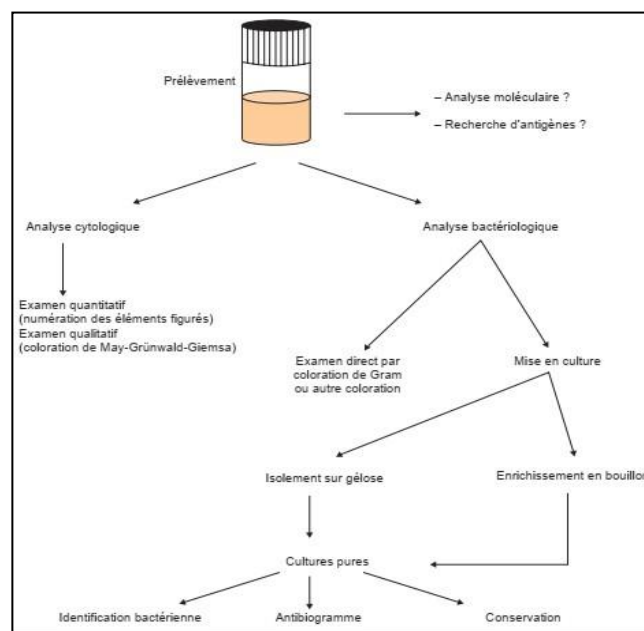 Prélèvement
– Analyse moléculaire ?
– Recherche d'antigènes ?
Analyse cytologique
Analyse bactériologique
Examen quantitatif
(numération des éléments figurés)
Examen qualitatif
(coloration de May-Grünwald-Giemsa)
Examen direct par
coloration de Gram
ou autre coloration
Mise en culture
Isolement sur gélose
Enrichissement en bouillon
Cultures pures
Identification bactérienne
Antibiogramme
Conservation